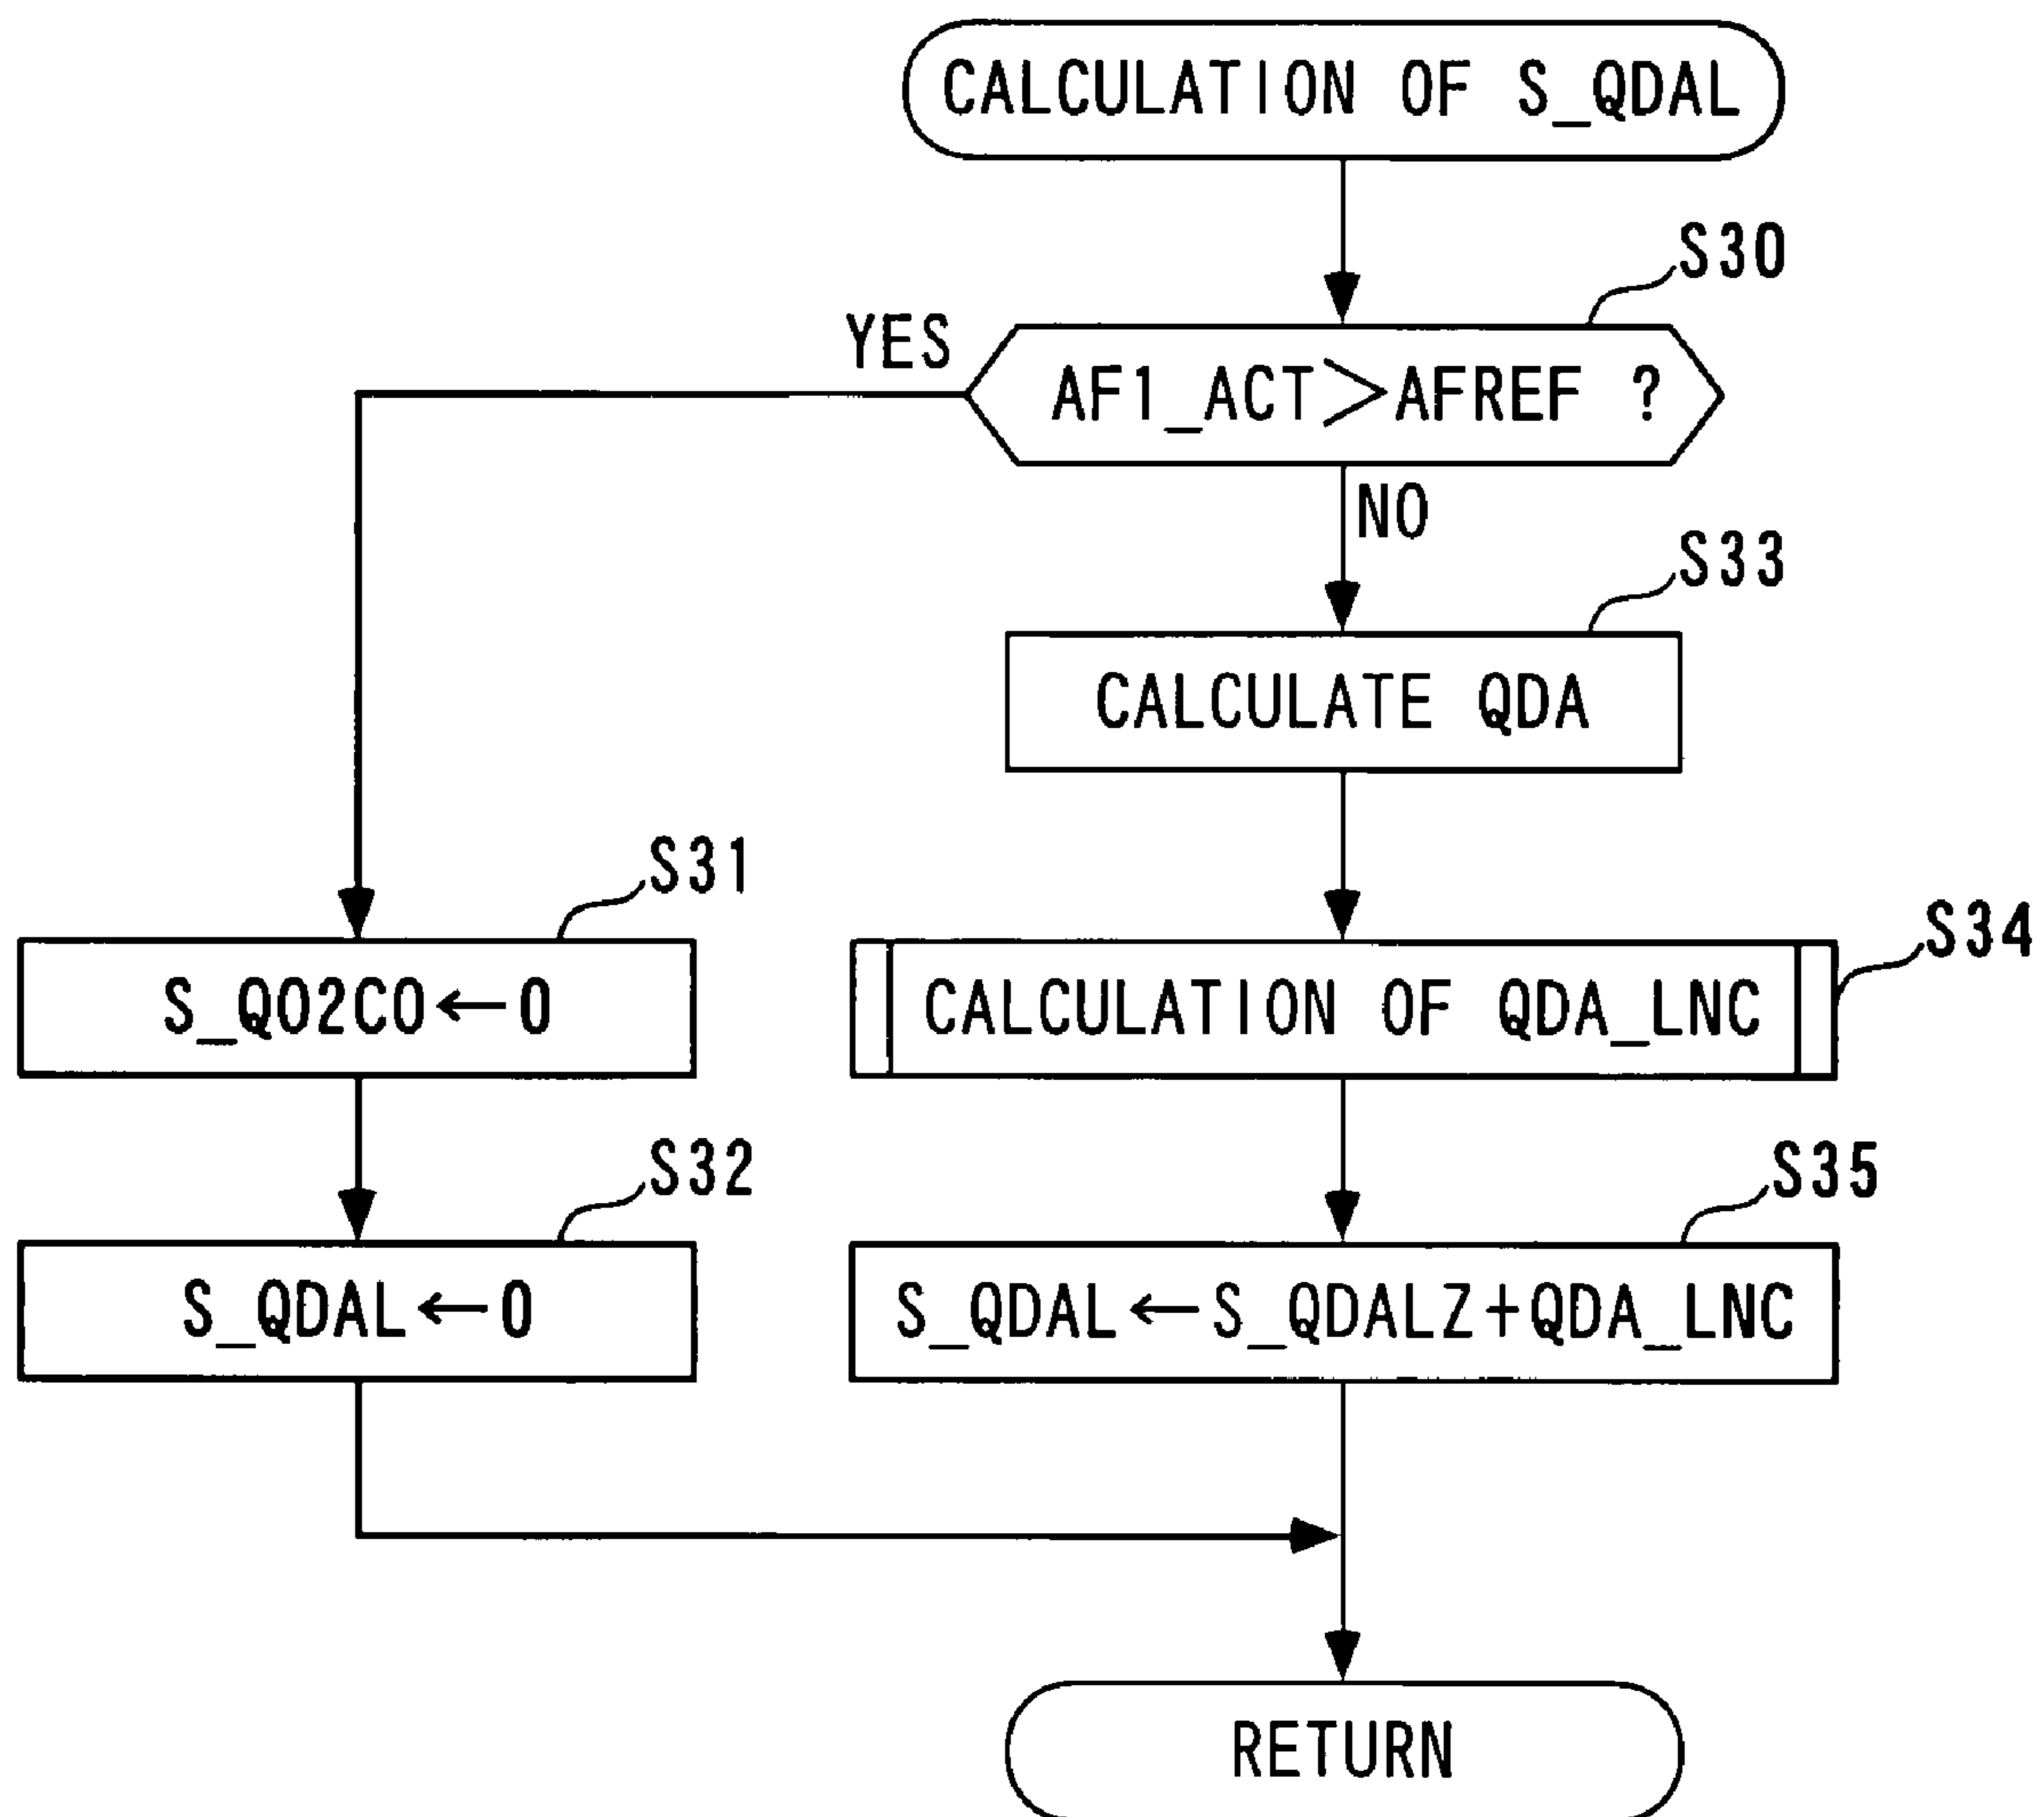 CALCULATION OF S_QDAL
S30
YES
AF1_ACT>AFREF ?
NO
S33
CALCULATE QDA
S31
S_QO2CO←0
S34
CALCULATION OF QDA_LNC
S32
S_QDAL←0
S35
S_QDAL←S_QDALZ+QDA_LNC
RETURN